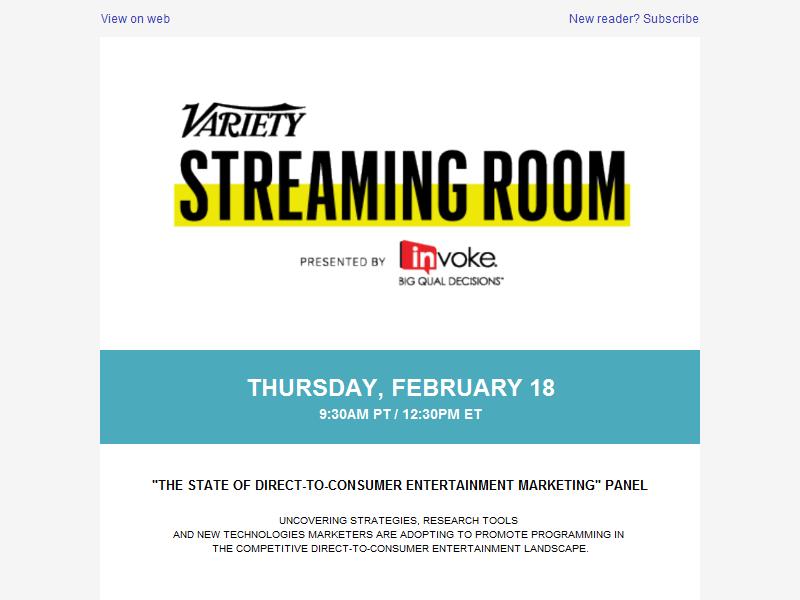 View on web
New reader? Subscribe
VARIETY
STREAMING ROOM
PRESENTED BY invoke.
BIG QUAL DECISIONS™
THURSDAY, FEBRUARY 18
9:30AM PT / 12:30PM ET
"THE STATE OF DIRECT-TO-CONSUMER ENTERTAINMENT MARKETING" PANEL
UNCOVERING STRATEGIES, RESEARCH TOOLS
AND NEW TECHNOLOGIES MARKETERS ARE ADOPTING TO PROMOTE PROGRAMMING IN
THE COMPETITIVE DIRECT-TO-CONSUMER ENTERTAINMENT LANDSCAPE.